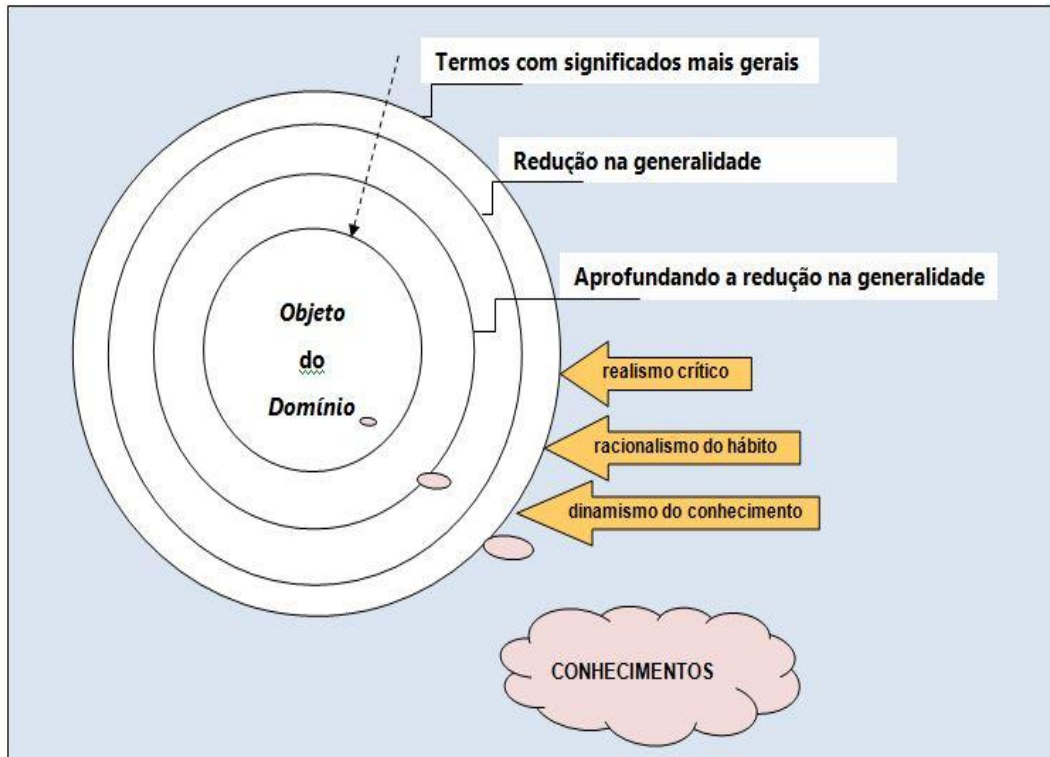 Termos com significados mais gerais
Redução na generalidade
Aprofundando a redução na generalidade
Objeto
do
Domínio
realismo crítico
racionalismo do hábito
dinamismo do conhecimento
CONHECIMENTOS